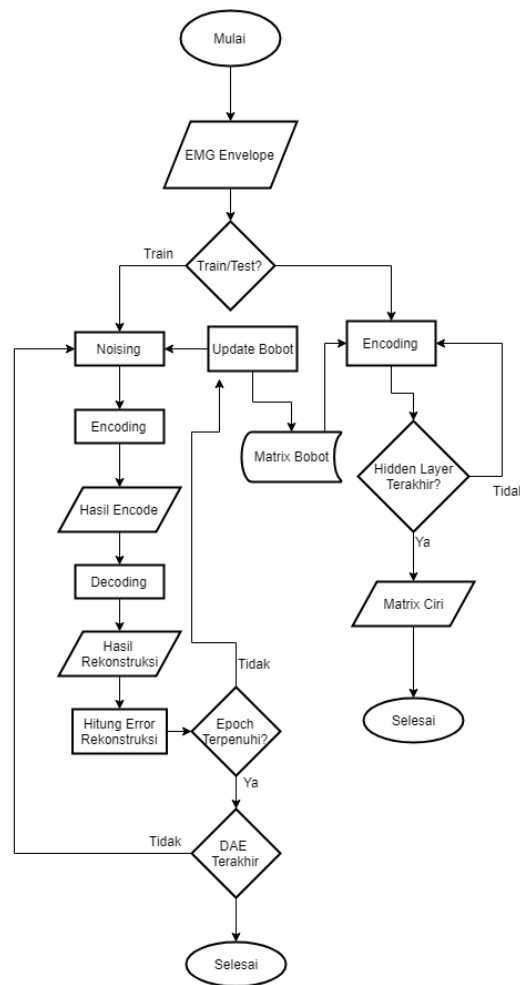 Mulai
EMG Envelope
Train
Train/Test?
Noising
Update Bobot
Encoding
Encoding
Matrix Bobot
Hidden Layer
Terakhir?
Tidak
Hasil Encode
Ya
Decoding
Matrix Ciri
Hasil
Rekonstruksi
Tidak
Hitung Error
Rekonstruksi
Epoch
Terpenuhi?
Selesai
Ya
Tidak
DAE
Terakhir
Selesai